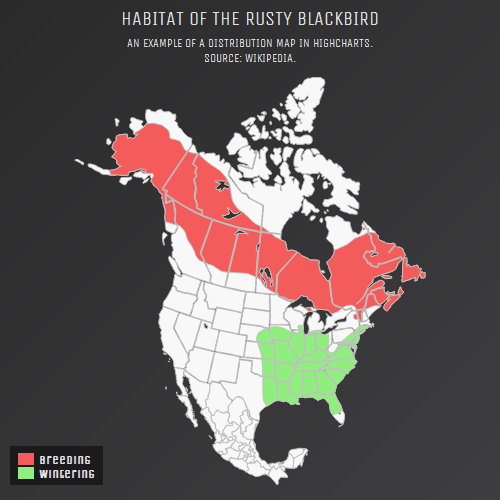 HABITAT OF THE RUSTY BLACKBIRD
AN EXAMPLE OF A DISTRIBUTION MAP IN HIGHCHARTS.
SOURCE: WIKIPEDIA.
Breeding
Wintering